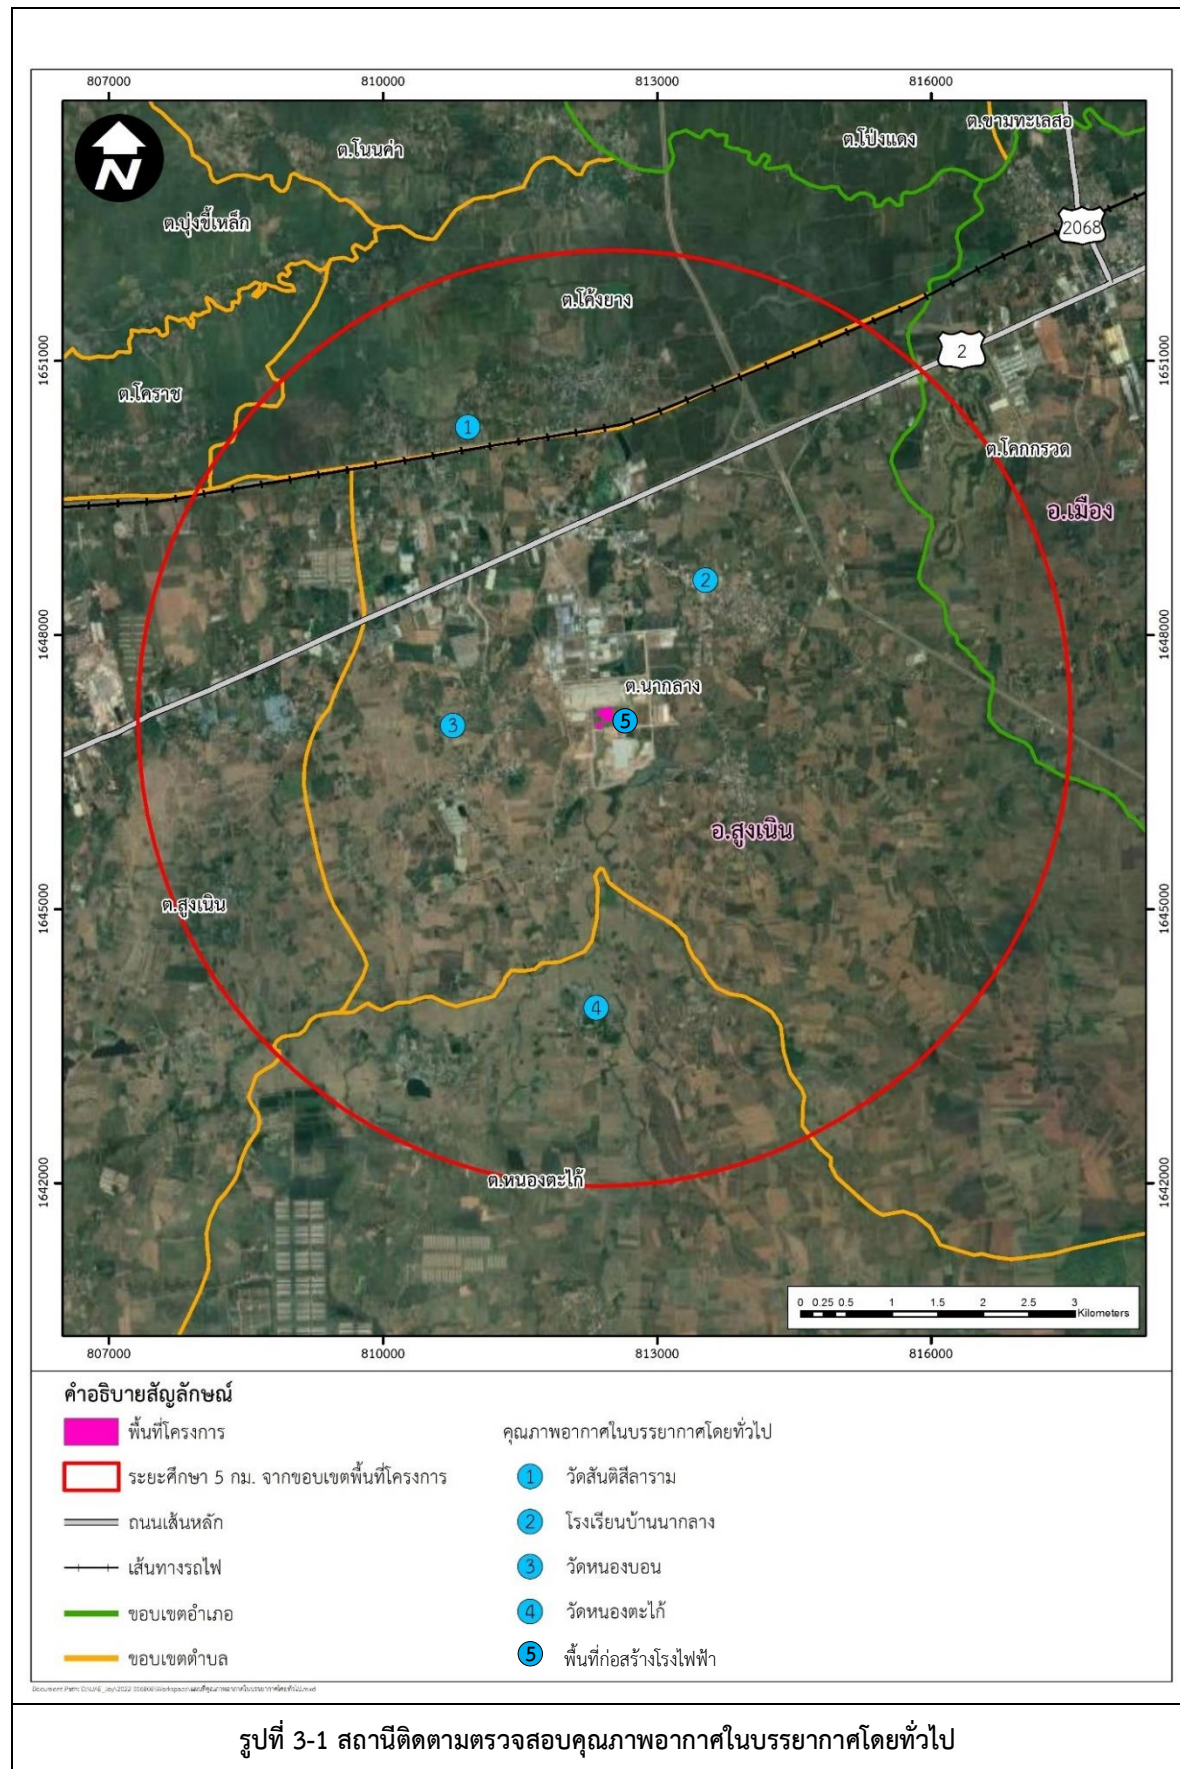 807000 810000 813000 816000
N
ต.ขามทะเลสอ
ต.โป่งแดง
ต.โนนค่า
ต.บุ่งขี้เหล็ก
2068
ต.โค้งยาง
1651000 1651000
2
ต.โคราช
1
ต.โคกกรวด
อ.เมือง
2
1648000 1648000
ต.นากลาง
3
5
อ.สูงเนิน
1645000 1645000
ต.สูงเนิน
4
1642000 1642000
ต.หนองตะไก้
0 0.25 0.5 1 1.5 2 2.5 3
Kilometers
807000 810000 813000 816000
คำอธิบายสัญลักษณ์
พื้นที่โครงการ
ระยะศึกษา 5 กม. จากขอบเขตพื้นที่โครงการ
ถนนเส้นหลัก
เส้นทางรถไฟ
ขอบเขตอำเภอ
ขอบเขตตำบล
คุณภาพอากาศในบรรยากาศโดยทั่วไป
1 วัดสันติสีลาราม
2 โรงเรียนบ้านนากลาง
3 วัดหนองบอน
4 วัดหนองตะไก้
5 พื้นที่ก่อสร้างโรงไฟฟ้า
รูปที่ 3-1 สถานีติดตามตรวจสอบคุณภาพอากาศในบรรยากาศโดยทั่วไป